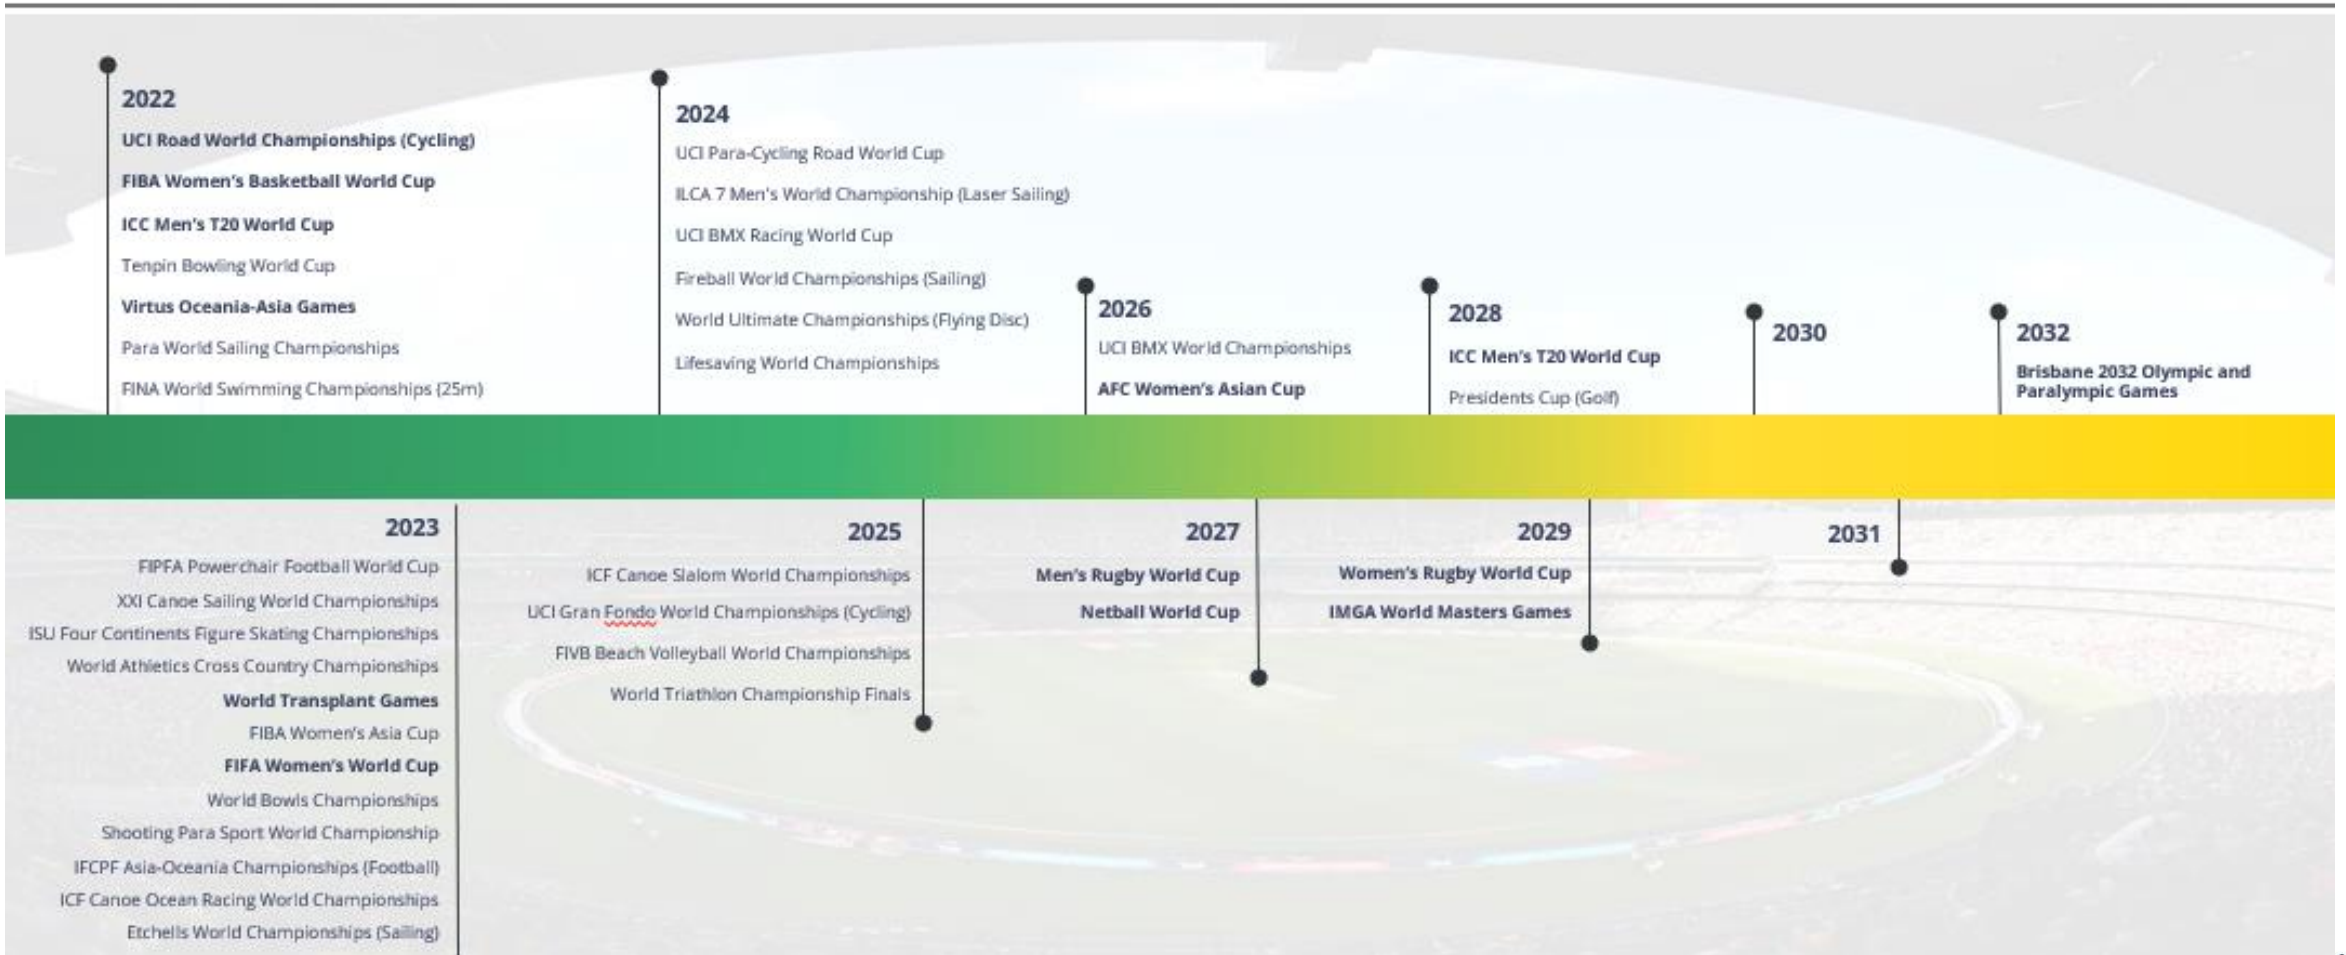 2022
UCI Road World Championships (Cycling)
FIBA Women's Basketball World Cup
ICC Men's T20 World Cup
Tenpin Bowling World Cup
Virtus Oceania-Asia Games
Para World Sailing Championships
FINA World Swimming Championships (25m)
2024
UCI Para-Cycling Road World Cup
ILCA 7 Men's World Championship (Laser Sailing)
UCI BMX Racing World Cup
Fireball World Championships (Sailing)
World Ultimate Championships (Flying Disc)
Lifesaving World Championships
2026
UCI BMX World Championships
AFC Women's Asian Cup
2028
ICC Men's T20 World Cup
Presidents Cup (Golf)
2030
2032
Brisbane 2032 Olympic and
Paralympic Games
2023
FIPFA Powerchair Football World Cup
XXI Canoe Sailing World Championships
ISU Four Continents Figure Skating Championships
World Athletics Cross Country Championships
World Transplant Games
FIBA Women's Asia Cup
FIFA Women's World Cup
World Bowls Championships
Shooting Para Sport World Championship
IFCPF Asia-Oceania Championships (Football)
ICF Canoe Ocean Racing World Championships
Etchells World Championships (Sailing)
2025
ICF Canoe Slalom World Championships
UCI Gran Fondo World Championships (Cycling)
FIVB Beach Volleyball World Championships
World Triathlon Championship Finals
2027
Men's Rugby World Cup
Netball World Cup
2029
Women's Rugby World Cup
IMGA World Masters Games
2031